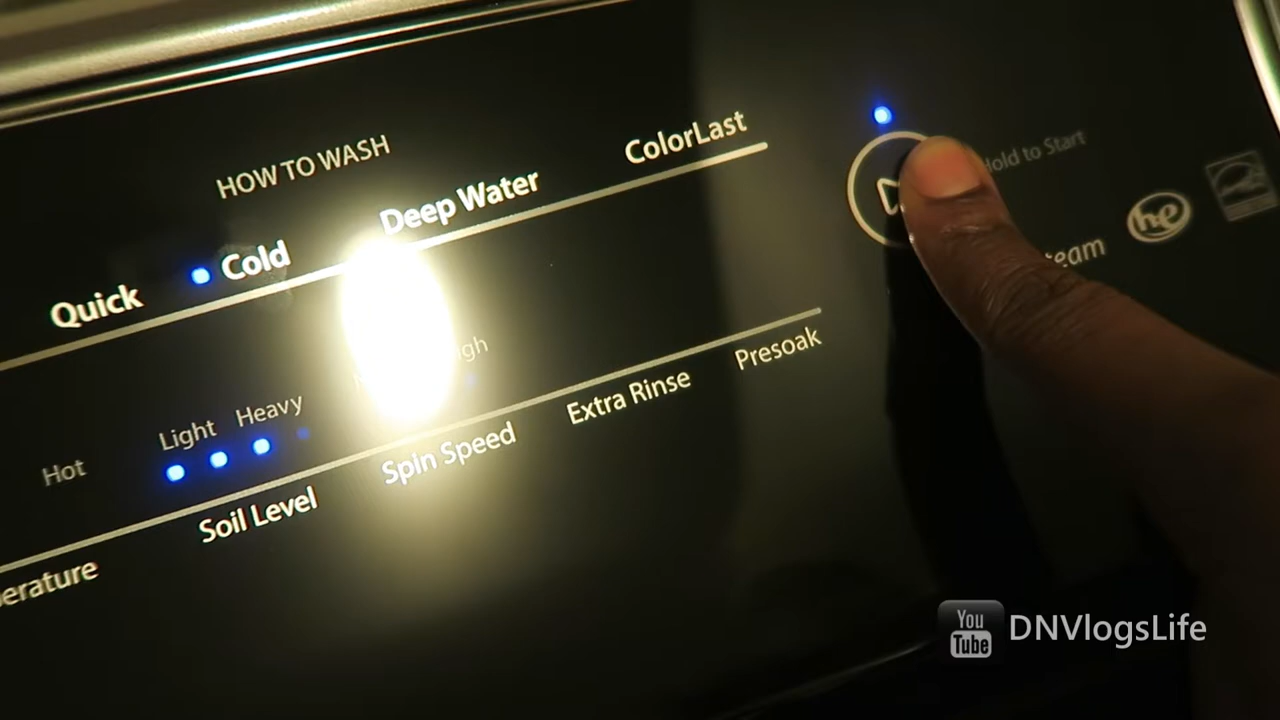 HOW TO WASH
Quick
Cold
Deep Water
ColorLast
Hold to Start
he
Hot
Light
Heavy
Soil Level
Spin Speed
Extra Rinse
Presoak
You
Tube
DNVlogsLife